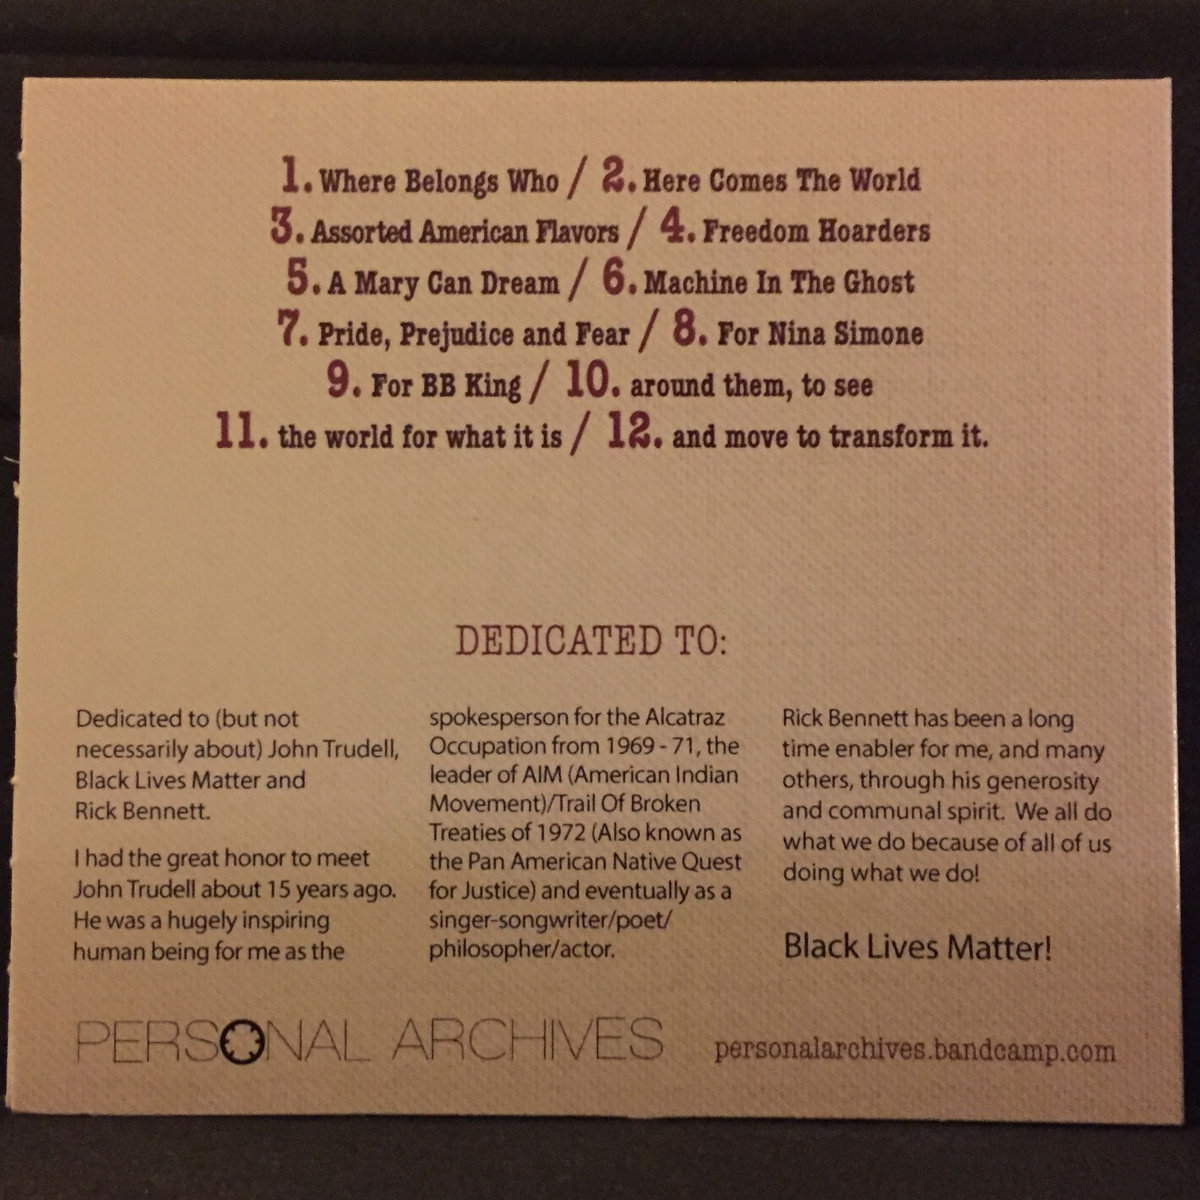 1. Where Belongs Who / 2. Here Comes The World
3. Assorted American Flavors / 4. Freedom Hoarders
5. A Mary Can Dream / 6. Machine In The Ghost
7. Pride, Prejudice and Fear / 8. For Nina Simone
9. For BB King / 10. around them, to see
11. the world for what it is / 12. and move to transform it.
DEDICATED TO:
Dedicated to (but not
necessarily about) John Trudell,
Black Lives Matter and
Rick Bennett.
I had the great honor to meet
John Trudell about 15 years ago.
He was a hugely inspiring
human being for me as the
spokesperson for the Alcatraz
Occupation from 1969 - 71, the
leader of AIM (American Indian
Movement)/Trail Of Broken
Treaties of 1972 (Also known as
the Pan American Native Quest
for Justice) and eventually as a
singer-songwriter/poet/
philosopher/actor.
Rick Bennett has been a long
time enabler for me, and many
others, through his generosity
and communal spirit. We all do
what we do because of all of us
doing what we do!
Black Lives Matter!
PERSONAL ARCHIVES
personalarchives.bandcamp.com